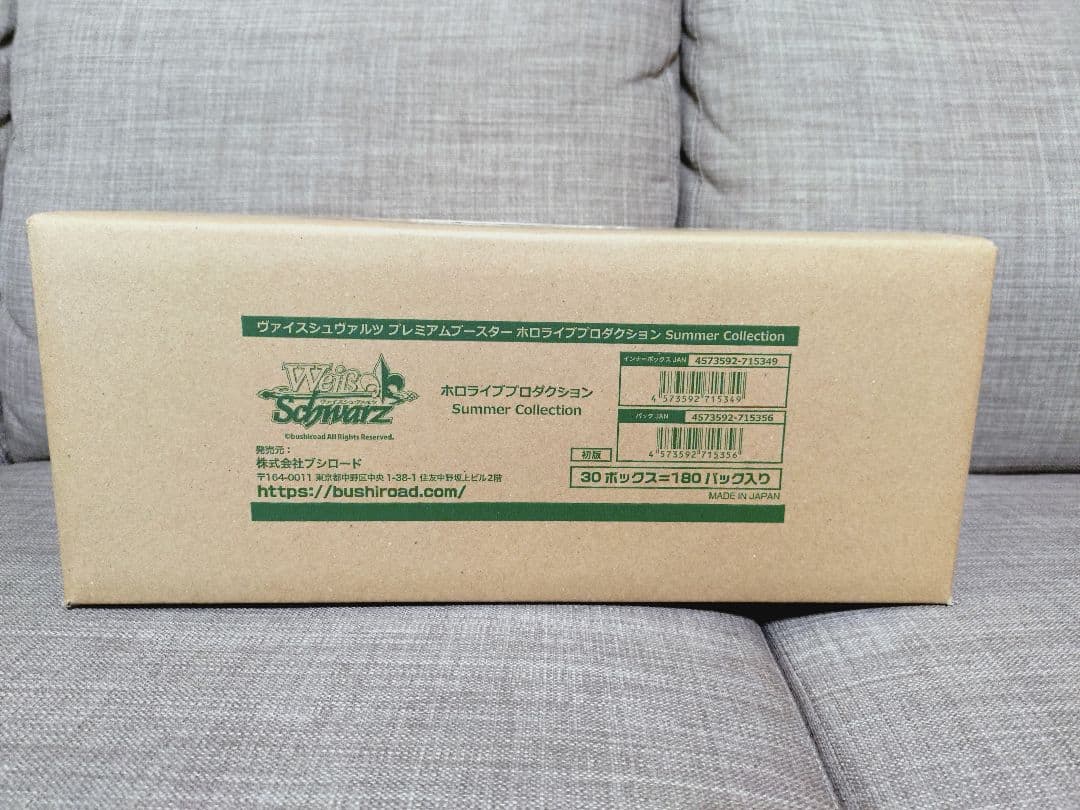 ヴァイスシュヴァルツ プレミアムブースター ホロライブプロダクション Summer Collection
Weiß
ヴァイスシュヴァルツ
Schwarz
©bushiroad All Rights Reserved.
ホロライブプロダクション
Summer Collection
インナーボックス JAN 4573592-715349
4 573592 715349
パック JAN 4573592-715356
4 573592 715356
発売元:
株式会社ブシロード
〒164-0011 東京都中野区中央1-38-1 住友中野坂上ビル2階
https://bushiroad.com/
初版
30ボックス=180パック入り
MADE IN JAPAN